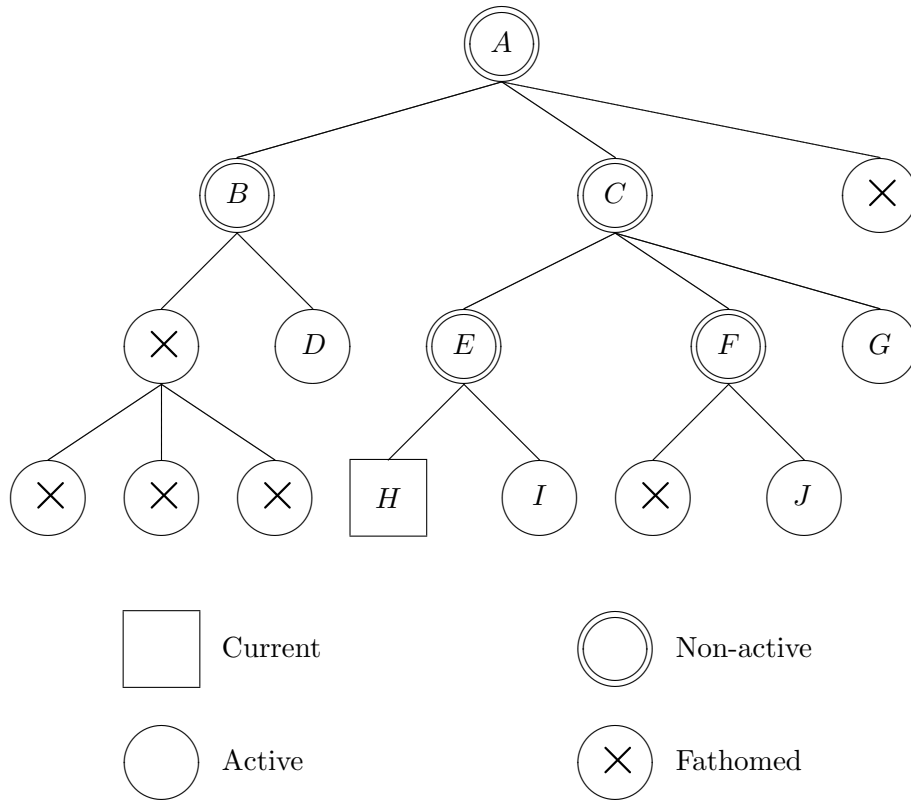 A
B C
D E F G
H I J
Current Non-active
Active Fathomed